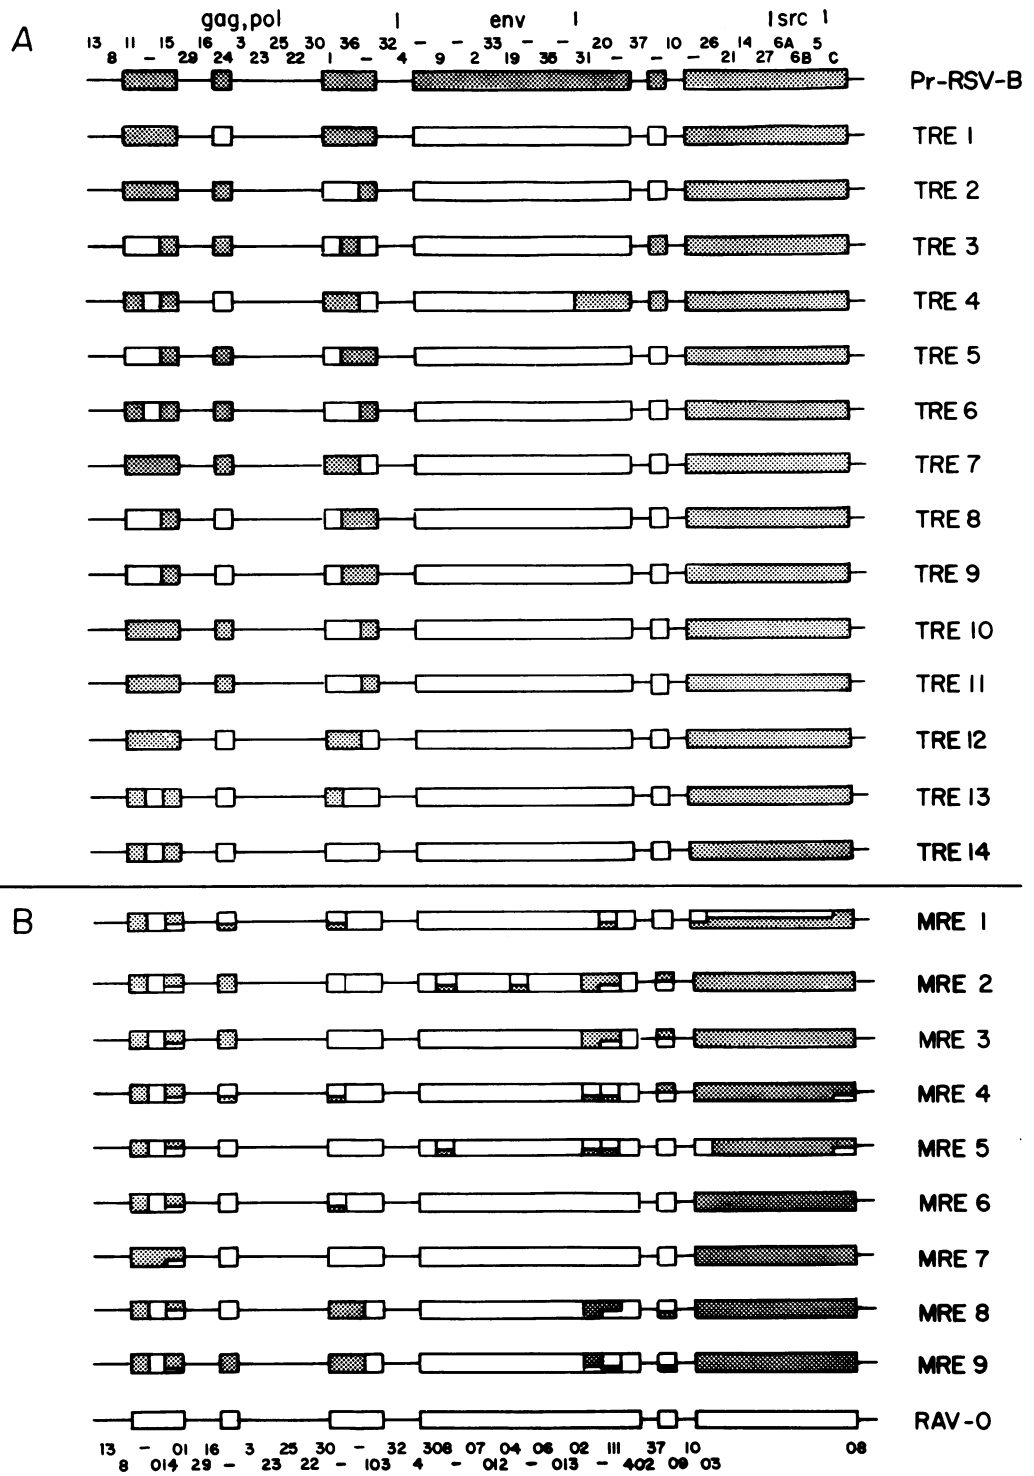 A
gag,pol | env | | src |
13 11 15 16 3 25 30 36 32 – – 33 – – 20 37 10 26 14 6A 5
8 – 29 24 23 22 1 – 4 9 2 19 35 31 – – – 21 27 6B C
Pr-RSV-B
TRE 1
TRE 2
TRE 3
TRE 4
TRE 5
TRE 6
TRE 7
TRE 8
TRE 9
TRE 10
TRE 11
TRE 12
TRE 13
TRE 14
B
MRE 1
MRE 2
MRE 3
MRE 4
MRE 5
MRE 6
MRE 7
MRE 8
MRE 9
RAV-0
13 – 01 16 3 25 30 – 32 308 07 04 06 02 111 37 10 08
8 014 29 – 23 22 – 103 4 – 012 – 013 – 402 09 03